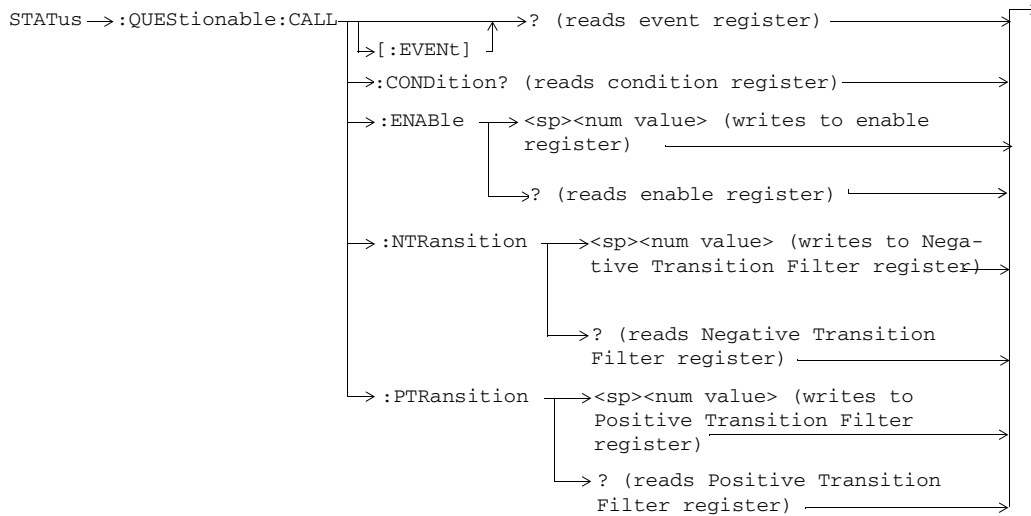 STATus :QUEStionable:CALL ? (reads event register)
[:EVENt]
:CONDition? (reads condition register)
:ENABle <sp><num value> (writes to enable
register)
? (reads enable register)
:NTRansition <sp><num value> (writes to Nega-
tive Transition Filter register)
? (reads Negative Transition
Filter register)
:PTRansition <sp><num value> (writes to
Positive Transition Filter
register)
? (reads Positive Transition
Filter register)